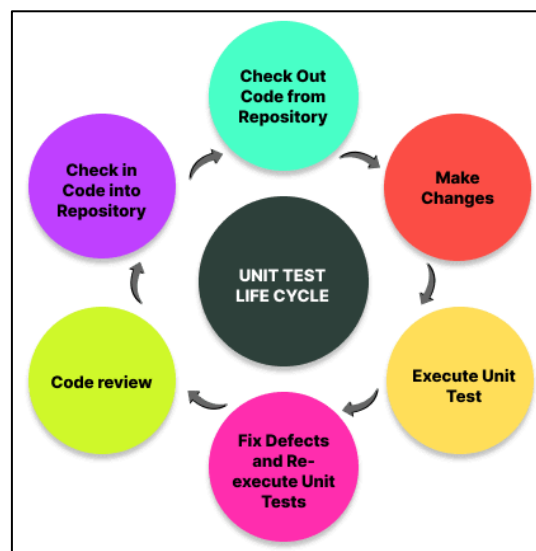 Check Out
Code from
Repository
Make
Changes
Execute Unit
Test
Fix Defects
and Re-
execute Unit
Tests
Code review
Check in
Code into
Repository
UNIT TEST
LIFE CYCLE